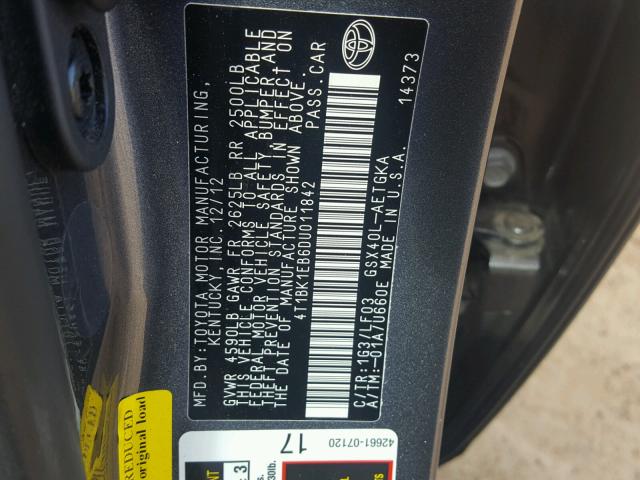 MFD. BY:TOYOTA MOTOR MANUFACTURING,
KENTUCKY, INC. 12/12
GVWR 4590LB GAWR FR 2625LB RR 2500LB
THIS VEHICLE CONFORMS TO ALL APPLICABLE
FEDERAL MOTOR VEHICLE SAFETY, BUMPER AND
THEFT PREVENTION STANDARDS IN EFFECT ON
THE DATE OF MANUFACTURE SHOWN ABOVE.
4T1BK1EB6DU011842 PASS. CAR
C/TR:1G3/LF03 GSX40L-AETGKA
A/TM:-01A/U660E MADE IN U.S.A.
14373
REDUCED
original load
42661-07120
17
3